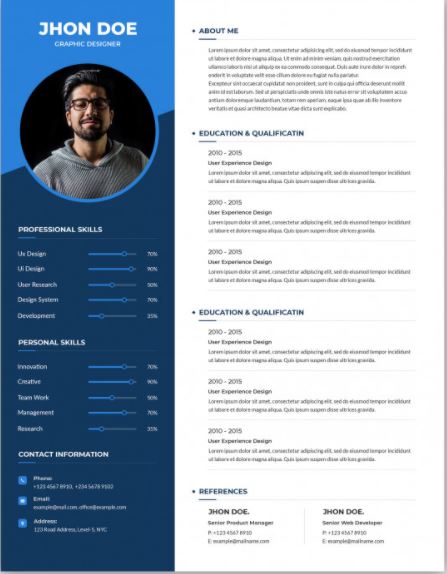 JHON DOE
GRAPHIC DESIGNER
PROFESSIONAL SKILLS
Ux Design 70%
Ui Design 90%
User Research 50%
Design System 70%
Development 35%
PERSONAL SKILLS
Innovation 70%
Creative 90%
Team Work 50%
Management 70%
Research 35%
CONTACT INFORMATION
Phone:
+123 4567 8910, +234 5678 9102
Email:
example@mail.com, office@example.com
Address:
123 Road Address, Level-5, NYC
ABOUT ME
Lorem ipsum dolor sit amet, consectetur adipiscing elit, sed do eiusmod tempor incididunt ut
labore et dolore magna aliqua. Ut enim ad minim veniam, quis nostrud exercitation
ullamco laboris nisi ut aliquip ex ea commodo consequat. Duis aute irure dolor in repreh
enderit in voluptate velit esse cillum dolore eu fugiat nulla pariatur.
Excepteur sint occaecat cupidatat non proident, sunt in culpa qui officia deserunt mollit
anim id est laborum. Sed ut perspiciatis unde omnis iste natus error sit voluptatem accus
antium doloremque laudantium, totam rem aperiam, eaque ipsa quae ab illo inventore
veritatis et quasi architecto beatae vitae dicta sunt explicabo.
EDUCATION & QUALIFICATIN
2010 - 2015
User Experience Design
Lorem ipsum dolor sit amet, consectetur adipiscing elit, sed do eiusmod tempor incididunt
ut labore et dolore magna aliqua. Quis ipsum suspen disse ultrices gravida.
2010 - 2015
User Experience Design
Lorem ipsum dolor sit amet, consectetur adipiscing elit, sed do eiusmod tempor incididunt
ut labore et dolore magna aliqua. Quis ipsum suspen disse ultrices gravida.
2010 - 2015
User Experience Design
Lorem ipsum dolor sit amet, consectetur adipiscing elit, sed do eiusmod tempor incididunt
ut labore et dolore magna aliqua. Quis ipsum suspen disse ultrices gravida.
EDUCATION & QUALIFICATIN
2010 - 2015
User Experience Design
Lorem ipsum dolor sit amet, consectetur adipiscing elit, sed do eiusmod tempor incididunt
ut labore et dolore magna aliqua. Quis ipsum suspen disse ultrices gravida.
2010 - 2015
User Experience Design
Lorem ipsum dolor sit amet, consectetur adipiscing elit, sed do eiusmod tempor incididunt
ut labore et dolore magna aliqua. Quis ipsum suspen disse ultrices gravida.
2010 - 2015
User Experience Design
Lorem ipsum dolor sit amet, consectetur adipiscing elit, sed do eiusmod tempor incididunt
ut labore et dolore magna aliqua. Quis ipsum suspen disse ultrices gravida.
REFERENCES
JHON DOE.
Senior Product Manager
P: +123 4567 8910
E: example@mailname.com
JHON DOE.
Senior Web Developer
P: +123 4567 8910
E: example@mailname.com